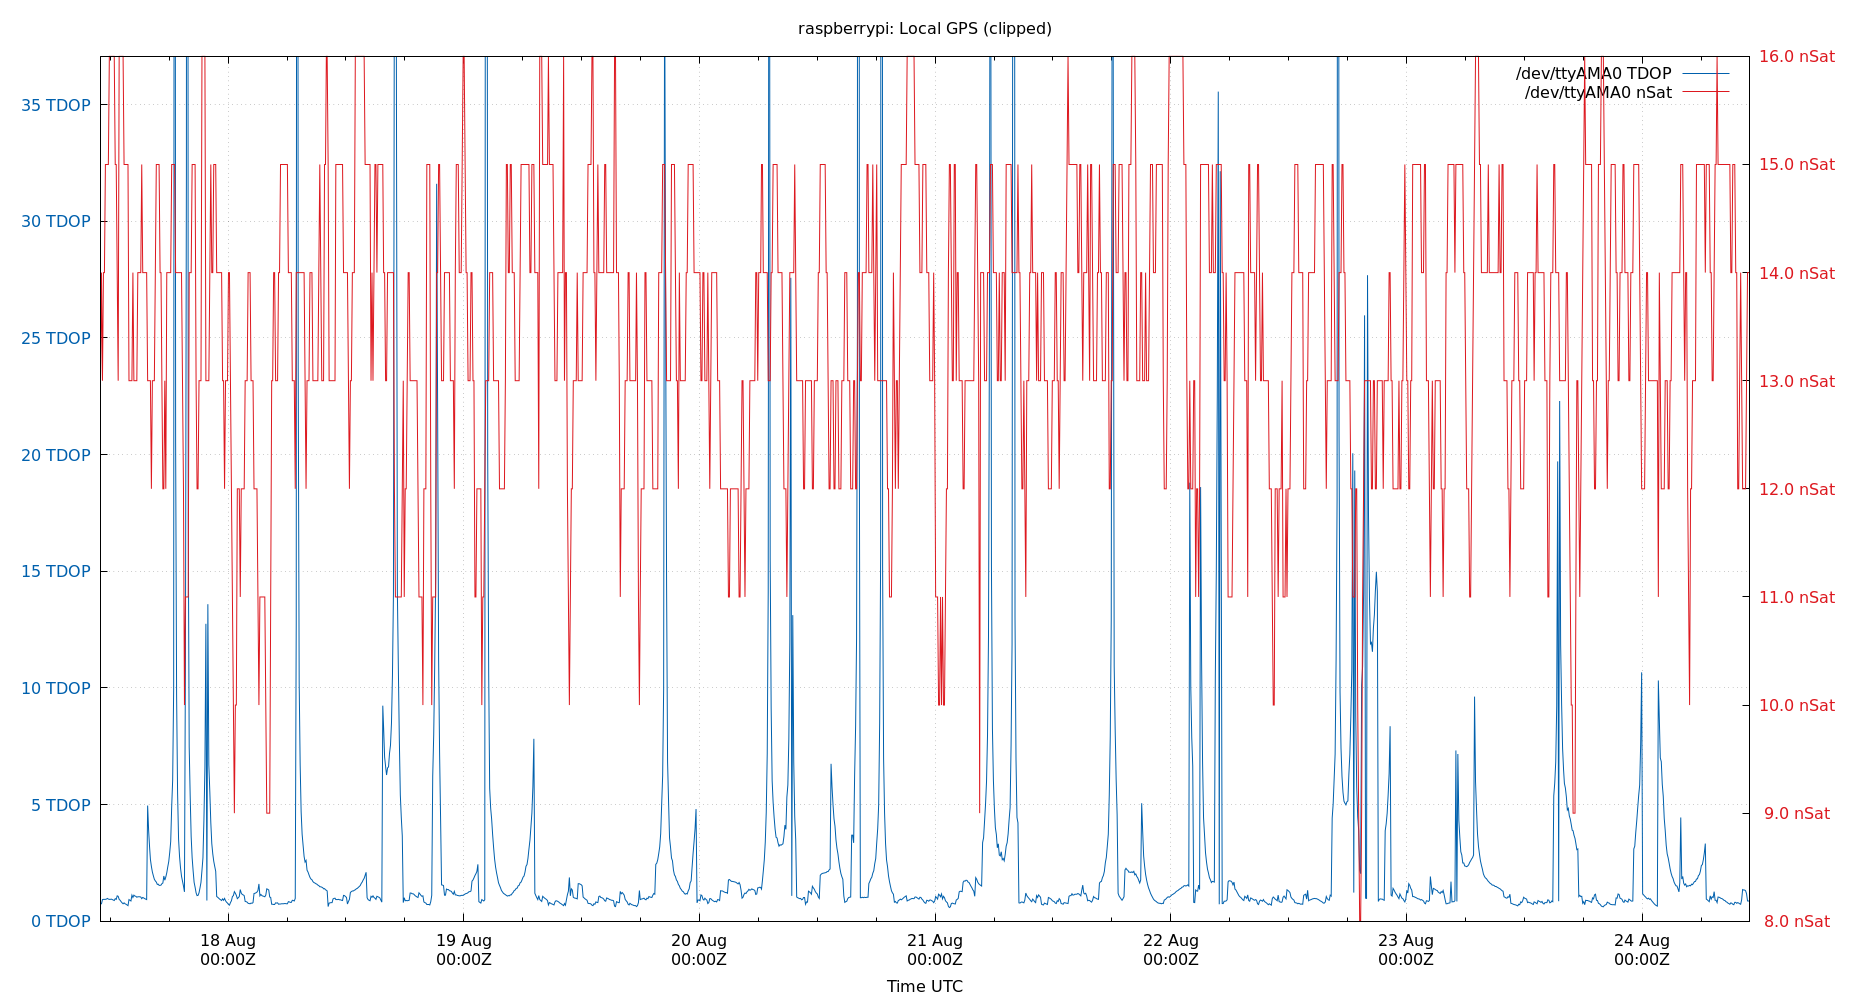 raspberrypi: Local GPS (clipped)
/dev/ttyAMA0 TDOP
/dev/ttyAMA0 nSat
35 TDOP
30 TDOP
25 TDOP
20 TDOP
15 TDOP
10 TDOP
5 TDOP
0 TDOP
16.0 nSat
15.0 nSat
14.0 nSat
13.0 nSat
12.0 nSat
11.0 nSat
10.0 nSat
9.0 nSat
8.0 nSat
18 Aug
00:00Z
19 Aug
00:00Z
20 Aug
00:00Z
21 Aug
00:00Z
22 Aug
00:00Z
23 Aug
00:00Z
24 Aug
00:00Z
Time UTC